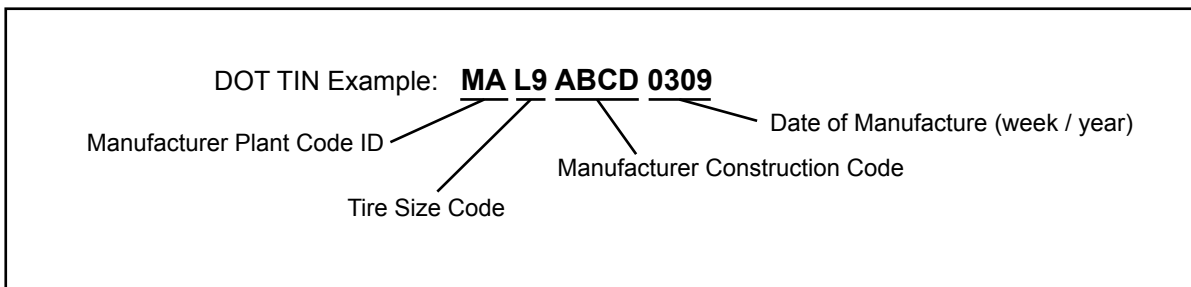 DOT TIN Example: MA L9 ABCD 0309
Date of Manufacture (week / year)
Manufacturer Plant Code ID
Manufacturer Construction Code
Tire Size Code